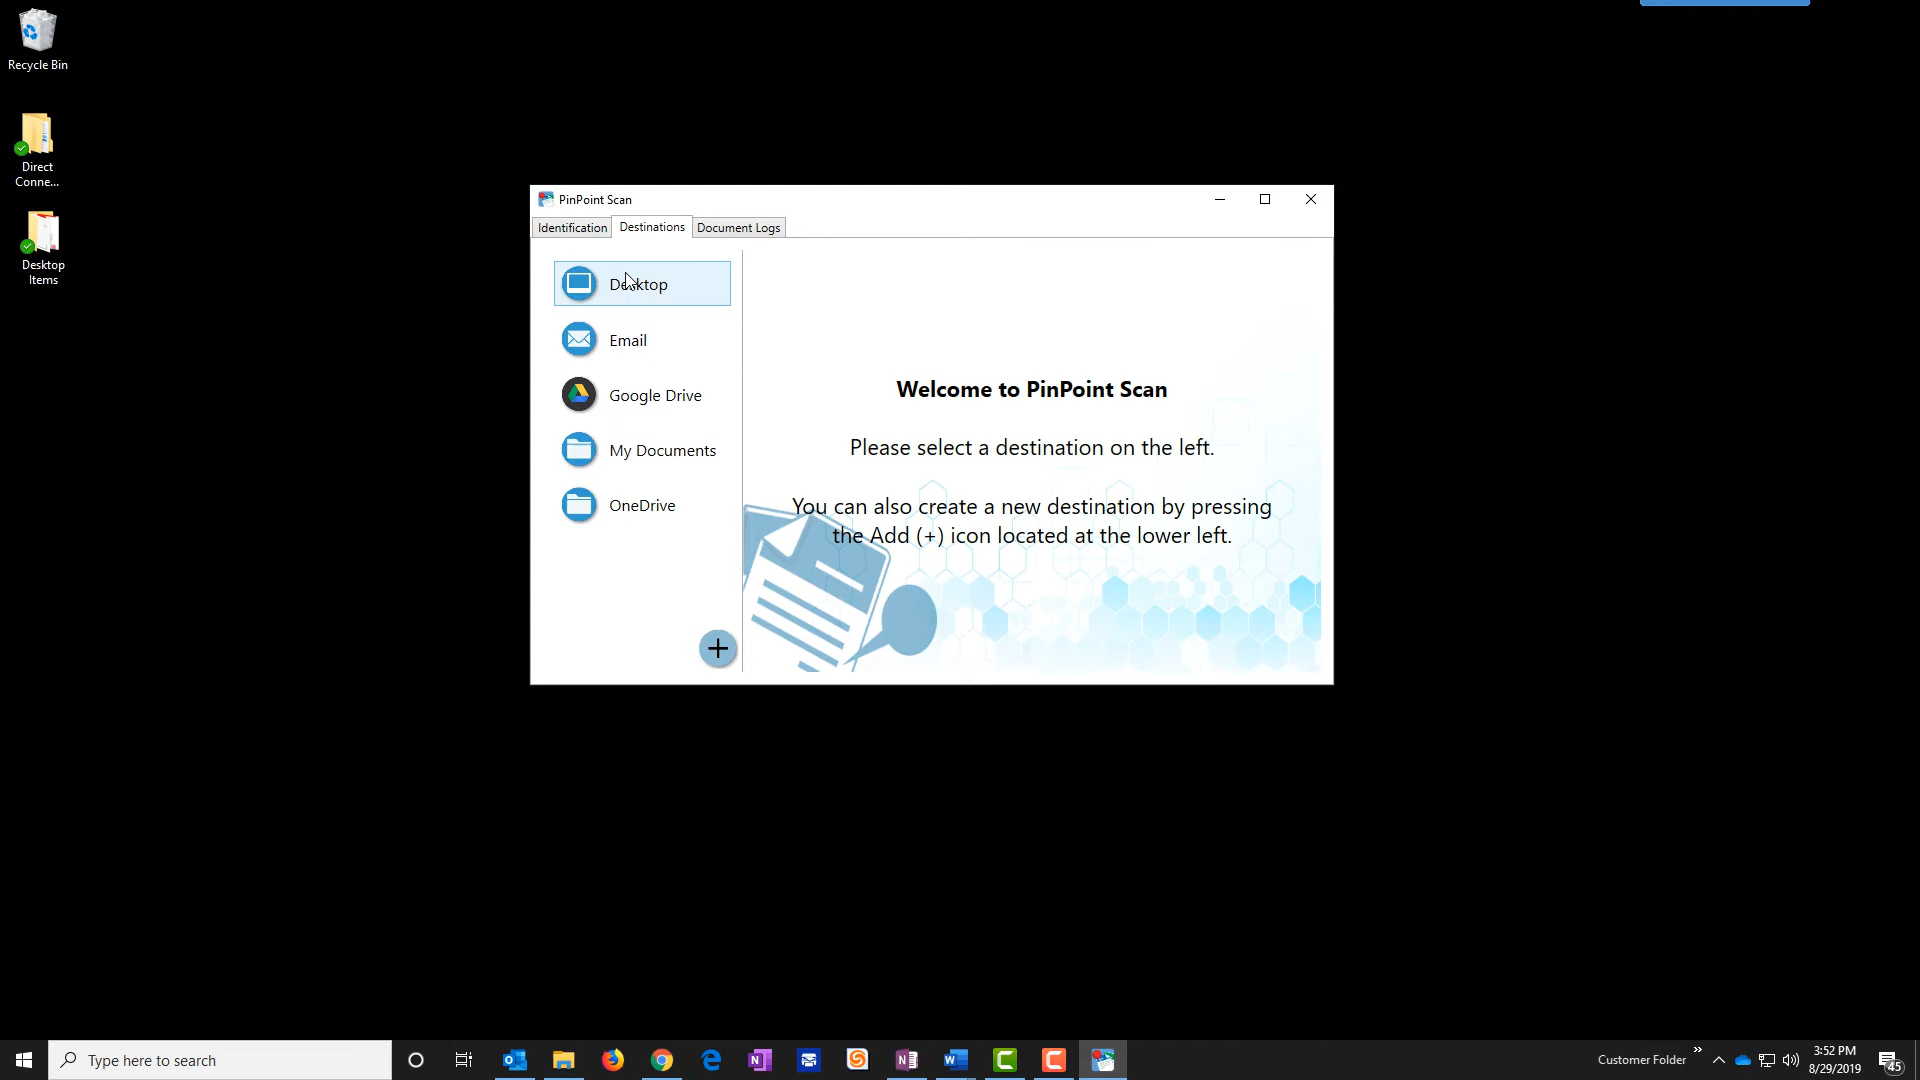 Recycle Bin
Direct
Conne...
Desktop
Items
PinPoint Scan
Identification
Destinations
Document Logs
Desktop
Email
Google Drive
My Documents
OneDrive
Welcome to PinPoint Scan
Please select a destination on the left.
You can also create a new destination by pressing
the Add (+) icon located at the lower left.
Type here to search
Customer Folder
3:52 PM
8/29/2019
45